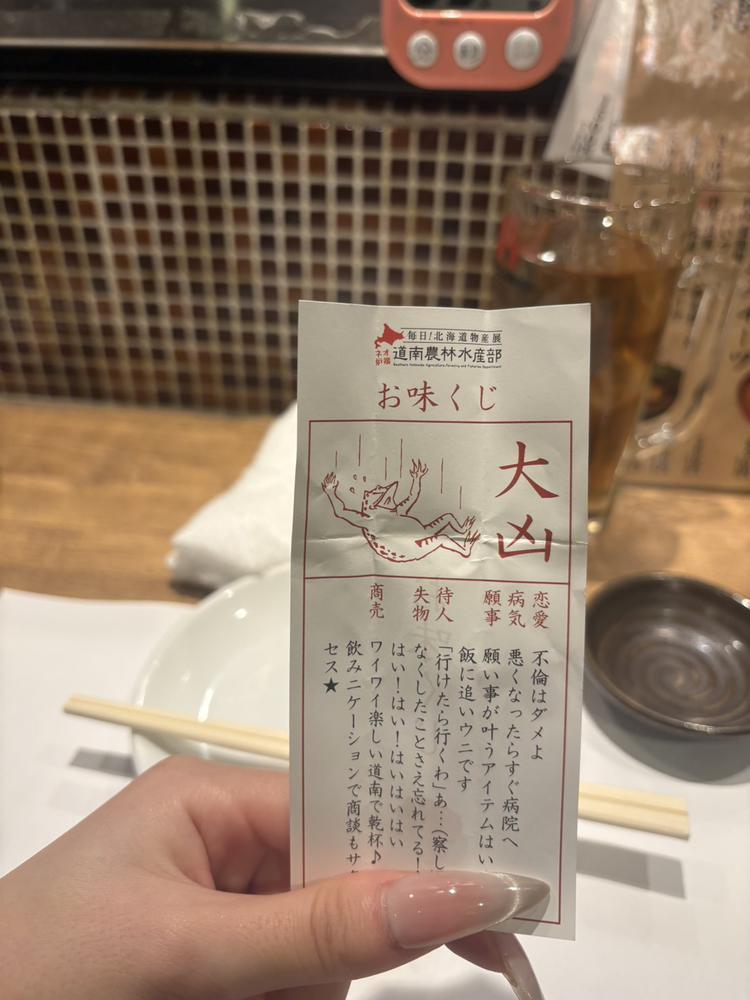 毎日！北海道物産展
ネオ炉端
道南農林水産部
Southern Hokkaido Agriculture, Forestry and Fisheries Department
お味くじ
大凶
恋愛 不倫はダメよ
病気 悪くなったらすぐ病院へ
願事 願い事が叶うアイテムはい
飯に追いウニです
待人 「行けたら行くわ」あ…(察し
失物 なくしたことさえ忘れてる！
はい！はい！はいはいはい
商売 ワイワイ楽しい道南で乾杯♪
飲みニケーションで商談もサク
セス★